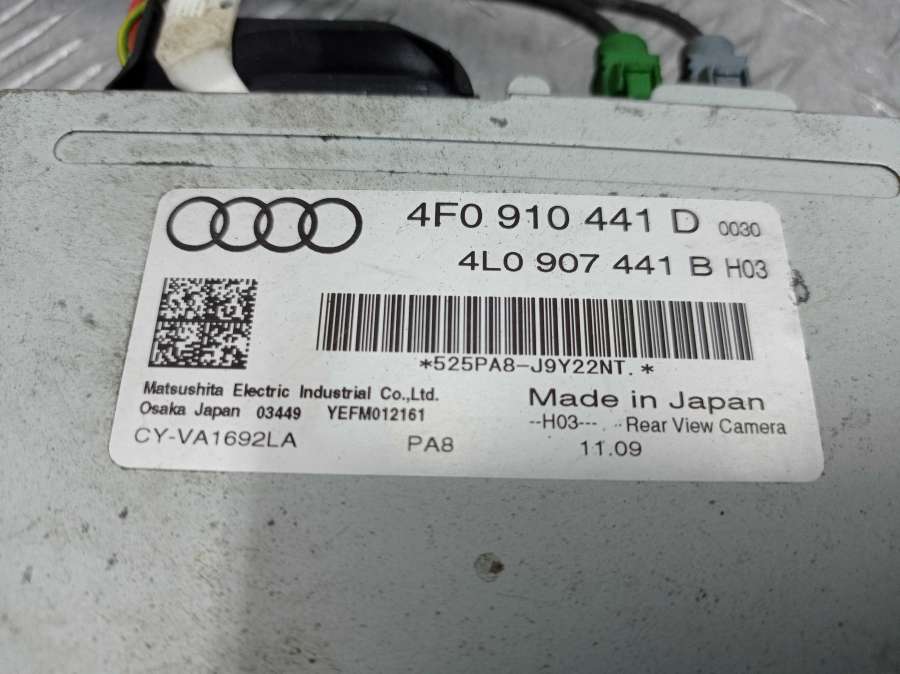 4F0 910 441 D 0030
4L0 907 441 B H03
*525PA8-J9Y22NT.*
Matsushita Electric Industrial Co.,Ltd.
Made in Japan
Osaka Japan 03449 YEFM012161
--H03--- . Rear View Camera
CY-VA1692LA PA8 11.09